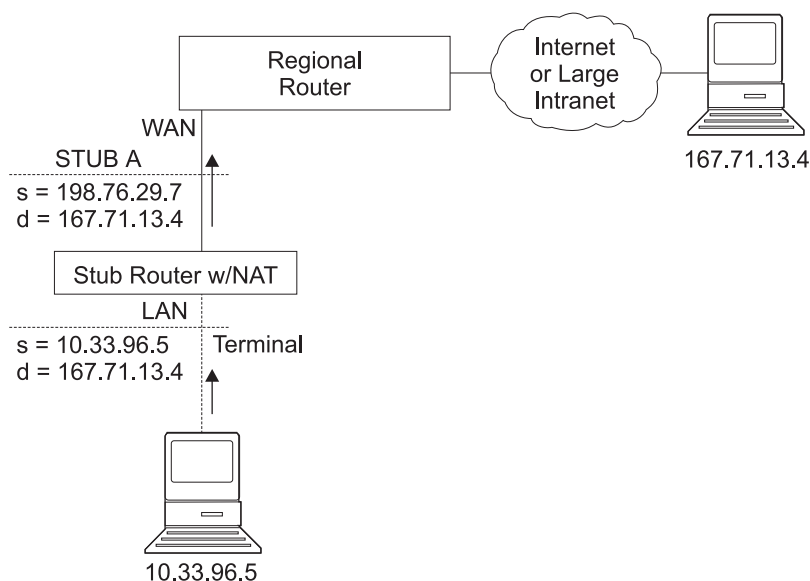 Regional
Router
Internet
or Large
Intranet
WAN
167.71.13.4
STUB A
s = 198.76.29.7
d = 167.71.13.4
Stub Router w/NAT
LAN
s = 10.33.96.5
Terminal
d = 167.71.13.4
10.33.96.5